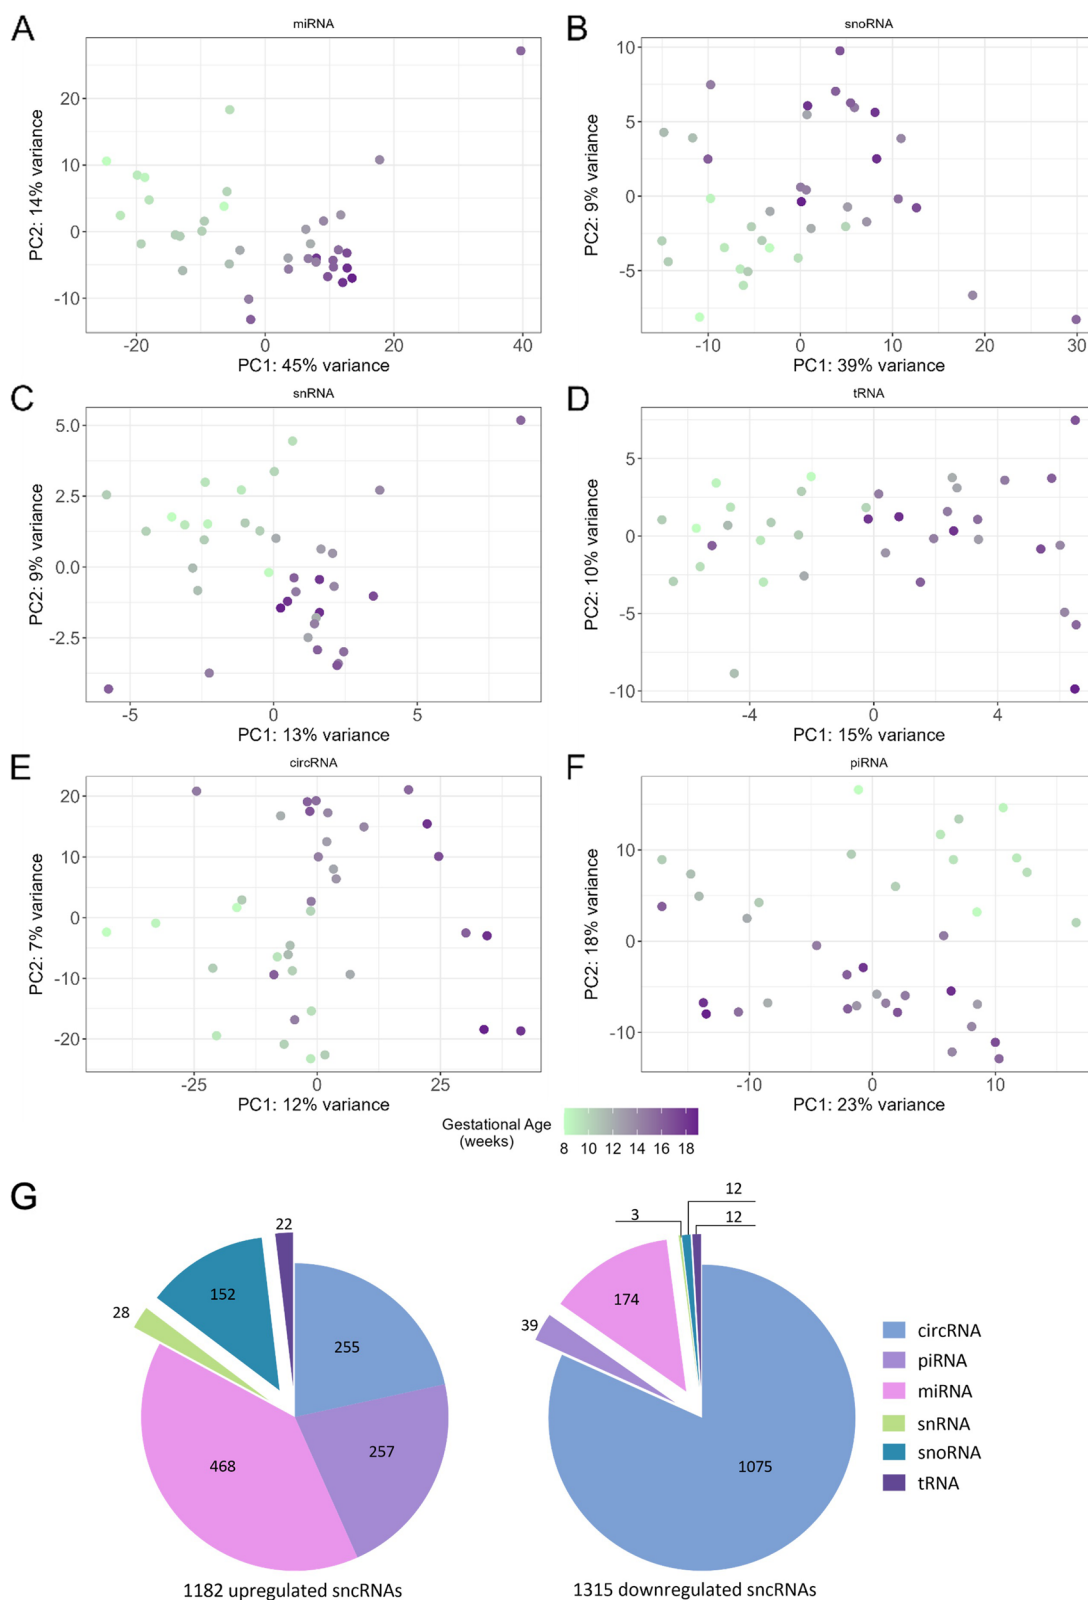 A
miRNA
20
10
0
-10
PC2: 14% variance
-20
0
20
40
PC1: 45% variance
B
snoRNA
10
5
0
-5
PC2: 9% variance
-10
0
10
20
30
PC1: 39% variance
C
snRNA
5.0
2.5
0.0
-2.5
PC2: 9% variance
-5
0
5
PC1: 13% variance
D
tRNA
5
0
-5
-10
PC2: 10% variance
-4
0
4
PC1: 15% variance
E
circRNA
20
10
0
-10
-20
PC2: 7% variance
-25
0
25
PC1: 12% variance
F
piRNA
10
0
-10
PC2: 18% variance
-10
0
10
PC1: 23% variance
Gestational Age
(weeks)
8 10 12 14 16 18
G
22
152
28
255
468
257
1182 upregulated sncRNAs
12
3
12
174
39
1075
1315 downregulated sncRNAs
circRNA
piRNA
miRNA
snRNA
snoRNA
tRNA